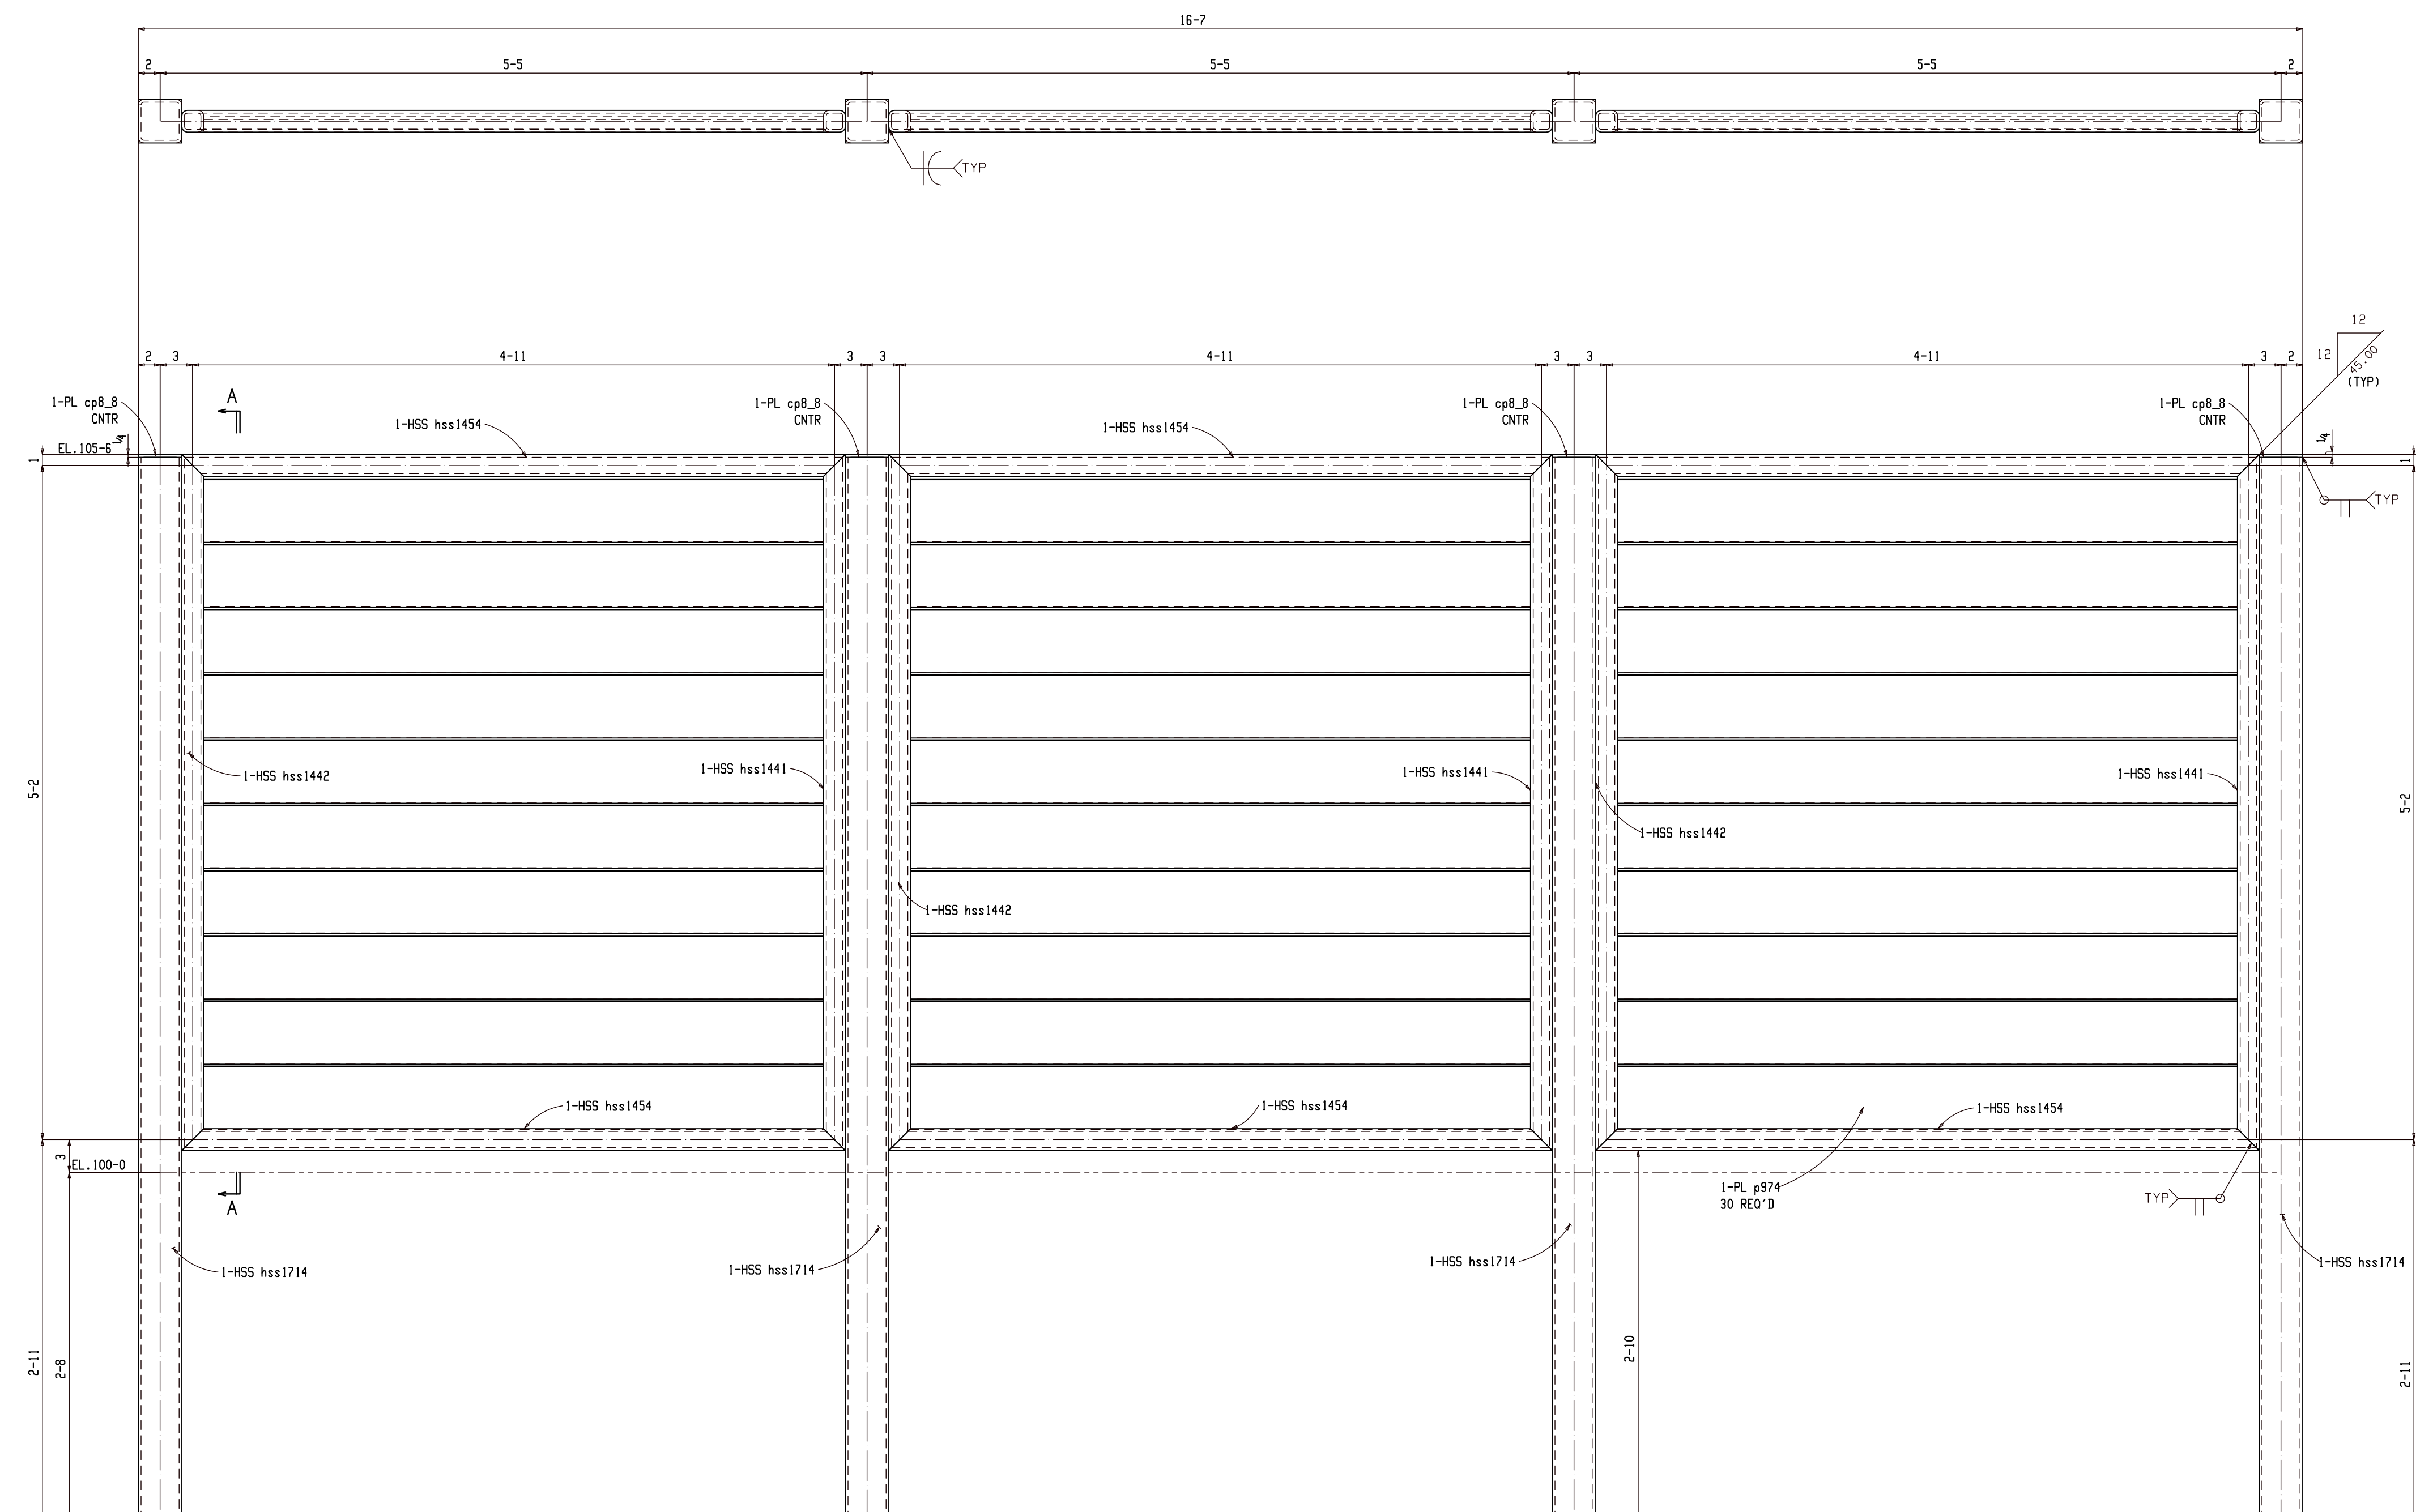 16-7
2
5-5
5-5
5-5
2
TYP
12
12
45.00
(TYP)
2
3
4-11
3
3
4-11
3
3
4-11
3
2
A
1-PL cp8_8
CNTR
1-PL cp8_8
CNTR
1-PL cp8_8
CNTR
1-PL cp8_8
CNTR
1-HSS hss1454
1-HSS hss1454
EL.105-6
1/4
1/4
1
1
TYP
1-HSS hss1442
1-HSS hss1441
1-HSS hss1441
1-HSS hss1441
5-2
5-2
1-HSS hss1442
1-HSS hss1442
1-HSS hss1454
1-HSS hss1454
1-HSS hss1454
3
EL.100-0
A
1-PL p974
30 REQ'D
TYP
1-HSS hss1714
1-HSS hss1714
1-HSS hss1714
1-HSS hss1714
2-11
2-8
2-10
2-11